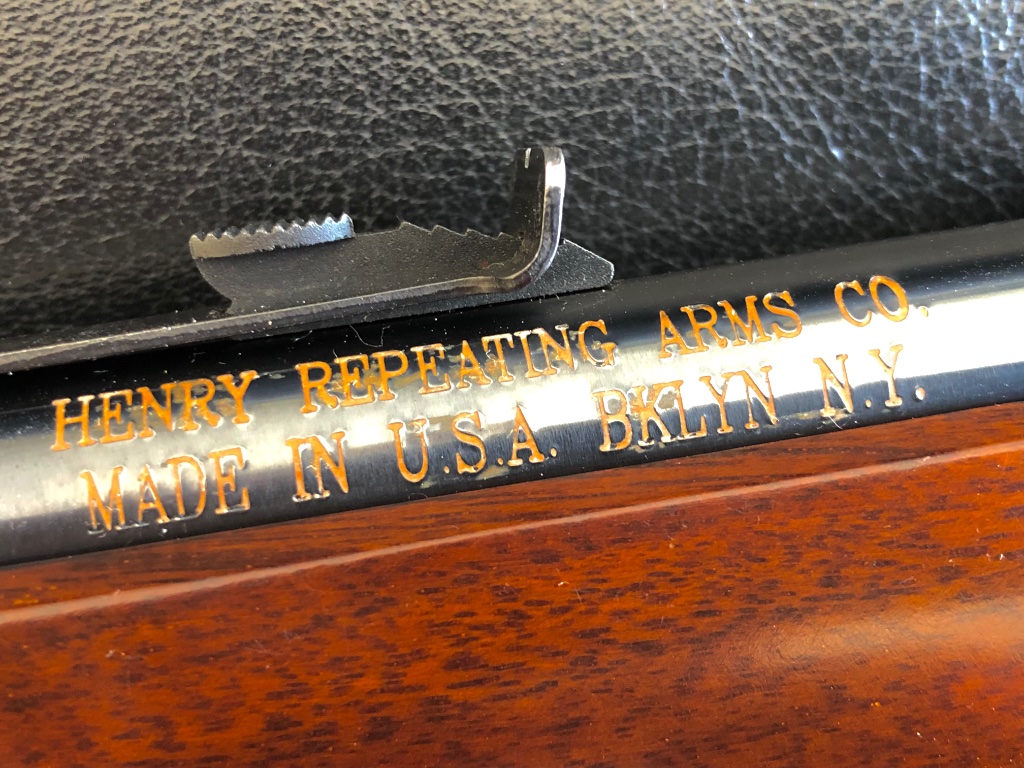 HENRY REPEATING ARMS CO.
MADE IN U.S.A. BKLYN N.Y.